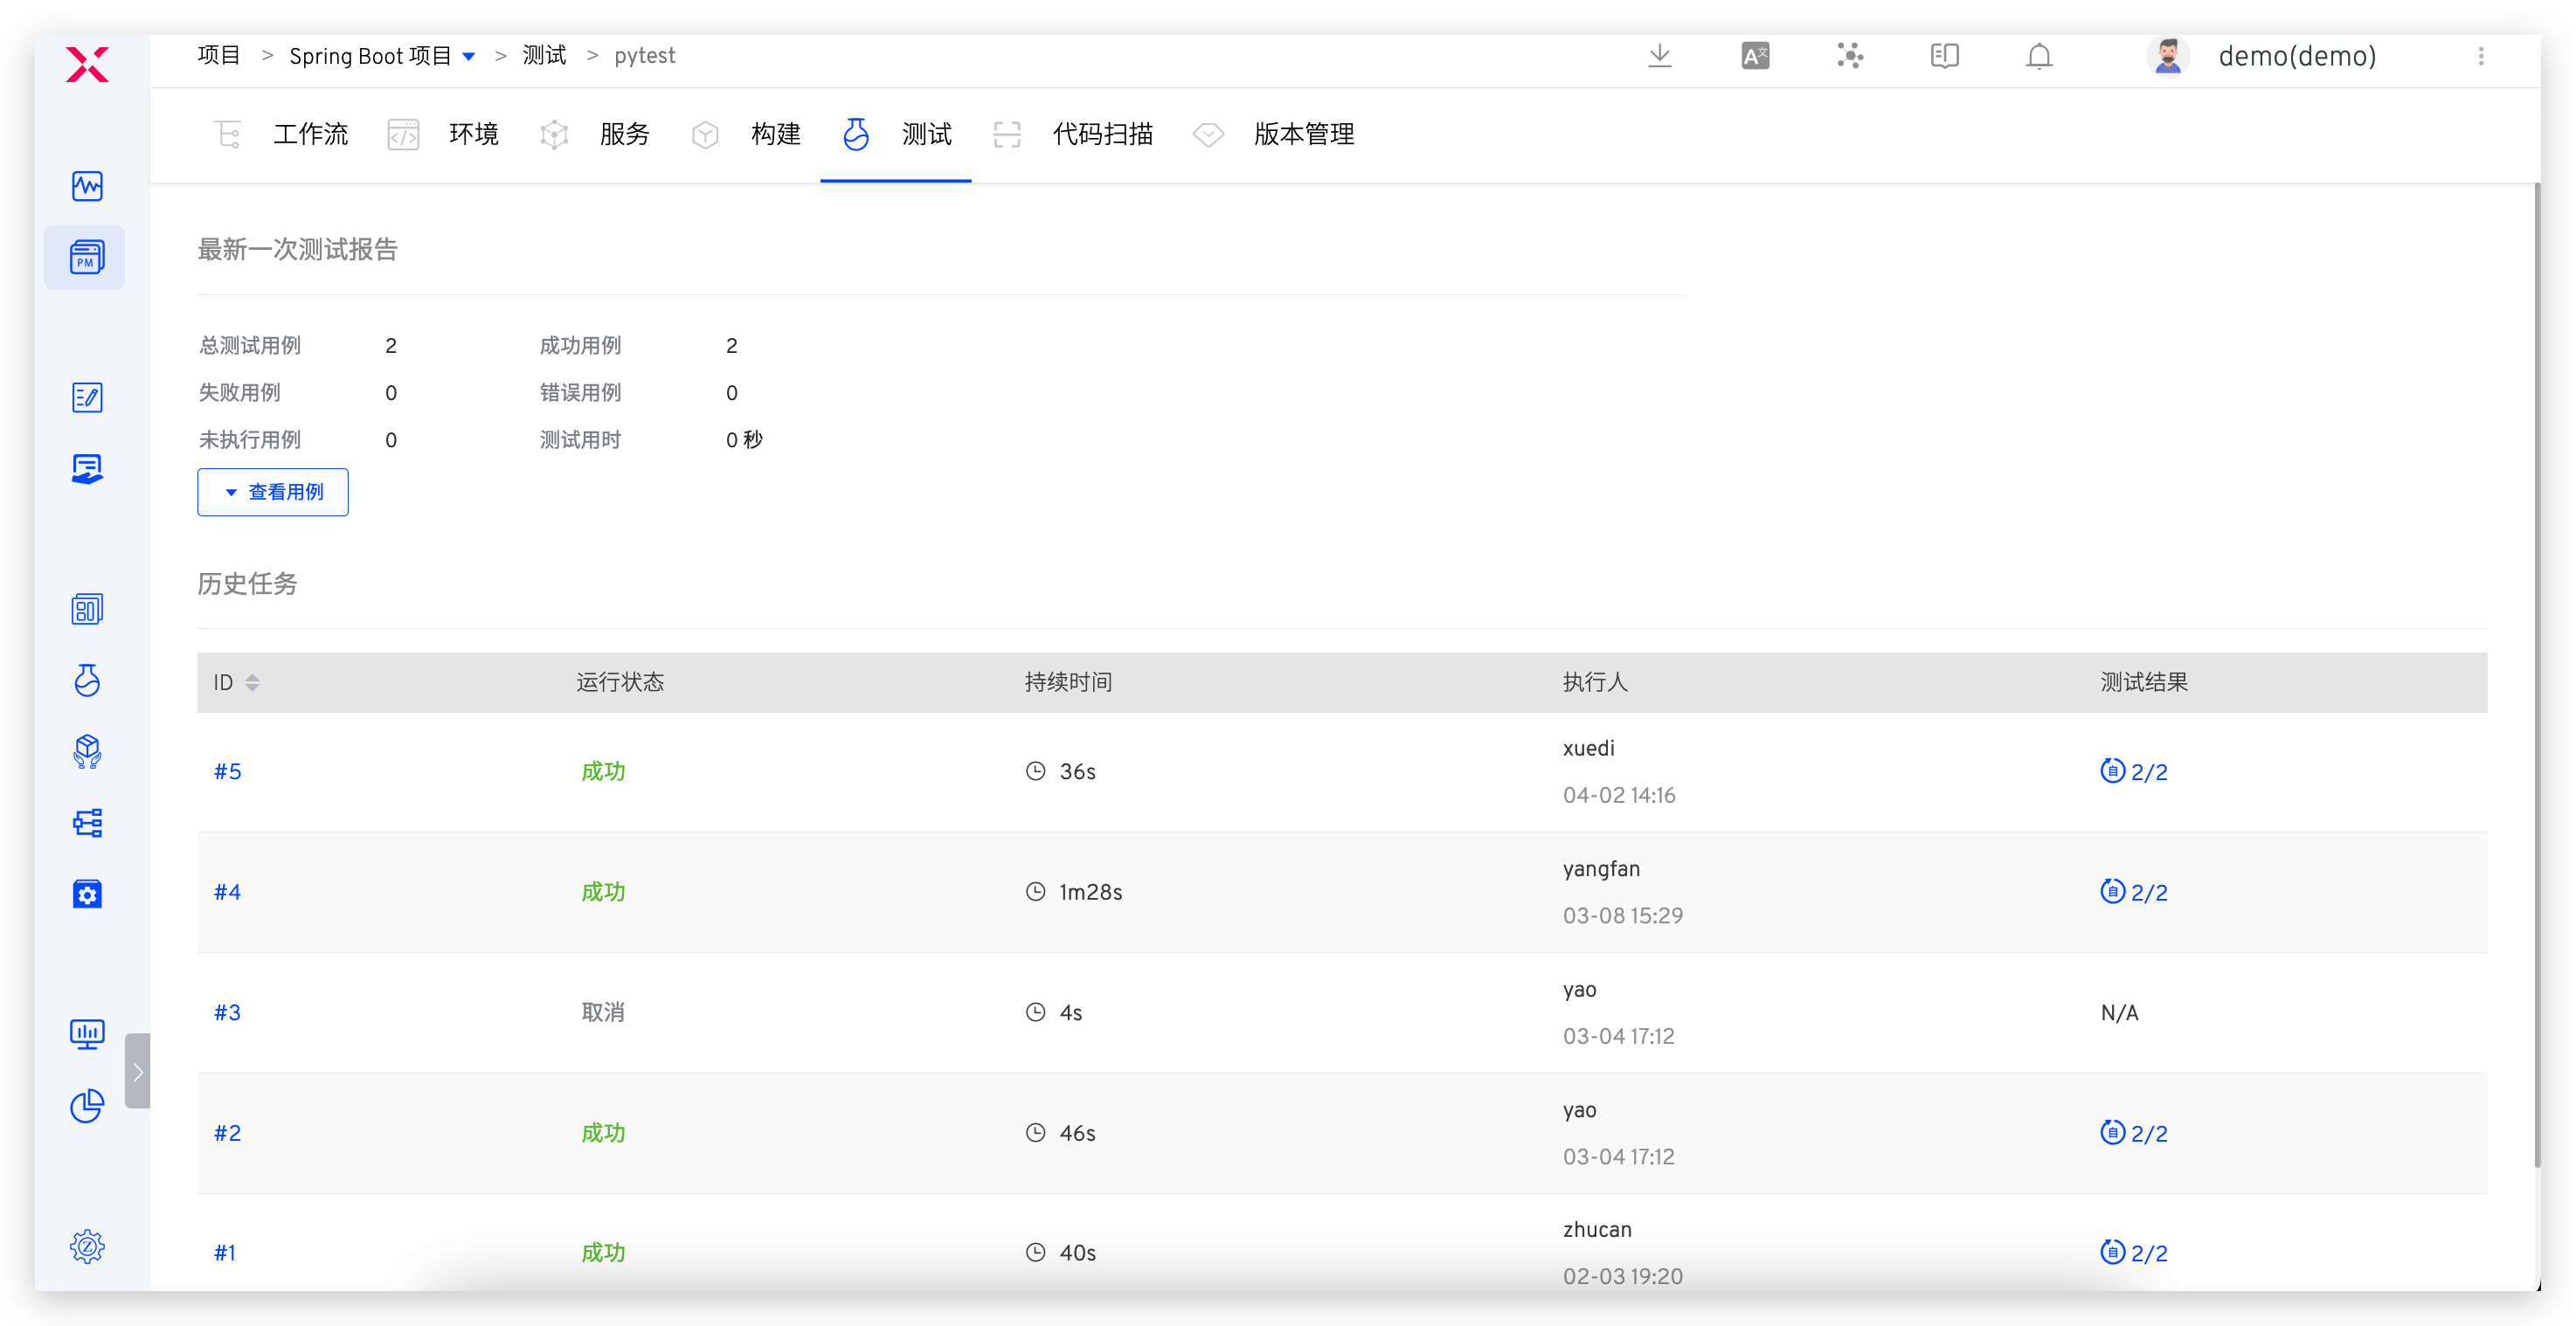 项目 > Spring Boot 项目 > 测试 > pytest
demo(demo)
工作流 环境 服务 构建 测试 代码扫描 版本管理
PM
最新一次测试报告
总测试用例 2 成功用例 2
失败用例 0 错误用例 0
未执行用例 0 测试用时 0 秒
查看用例
历史任务
ID 运行状态 持续时间 执行人 测试结果
#5 成功 36s xuedi 自 2/2
04-02 14:16
#4 成功 1m28s yangfan 自 2/2
03-08 15:29
#3 取消 4s yao N/A
03-04 17:12
#2 成功 46s yao 自 2/2
03-04 17:12
#1 成功 40s zhucan 自 2/2
02-03 19:20